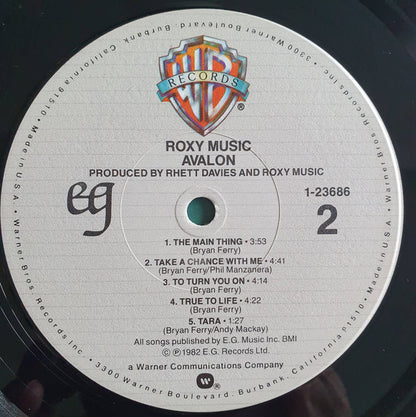 WB
RECORDS
ROXY MUSIC
AVALON
PRODUCED BY RHETT DAVIES AND ROXY MUSIC
eg
1-23686
2
1. THE MAIN THING • 3:53
(Bryan Ferry)
2. TAKE A CHANCE WITH ME • 4:41
(Bryan Ferry/Phil Manzanera)
3. TO TURN YOU ON • 4:14
(Bryan Ferry)
4. TRUE TO LIFE • 4:22
(Bryan Ferry)
5. TARA • 1:27
(Bryan Ferry/Andy Mackay)
All songs published by E.G. Music Inc. BMI
© ℗ 1982 E.G. Records Ltd.
a Warner Communications Company
Warner Bros. Records Inc. • 3300 Warner Boulevard, Burbank, California 91510 • Made in U.S.A. •
Warner Bros. Records Inc. • 3300 Warner Boulevard, Burbank, California 91510 • Made in U.S.A. •